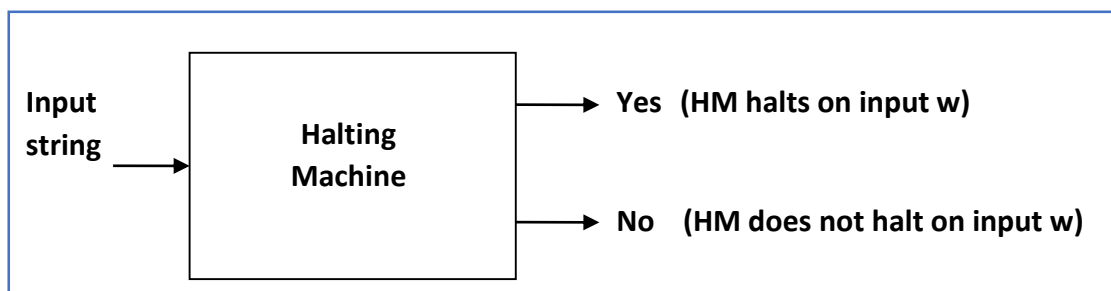 Input
string
Halting
Machine
Yes (HM halts on input w)
No (HM does not halt on input w)